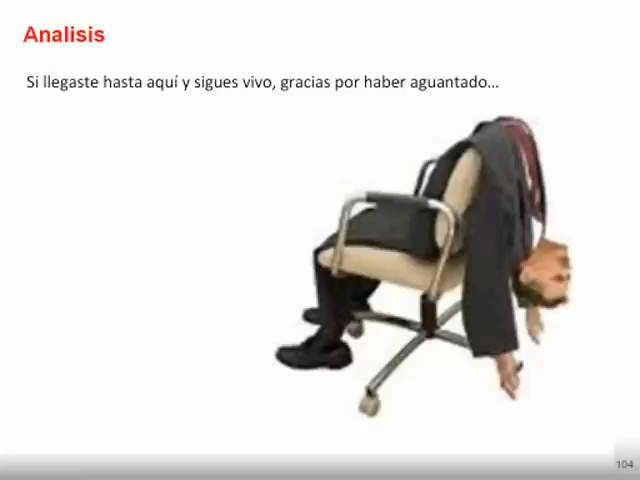 Analisis
Si llegaste hasta aquí y sigues vivo, gracias por haber aguantado...
104